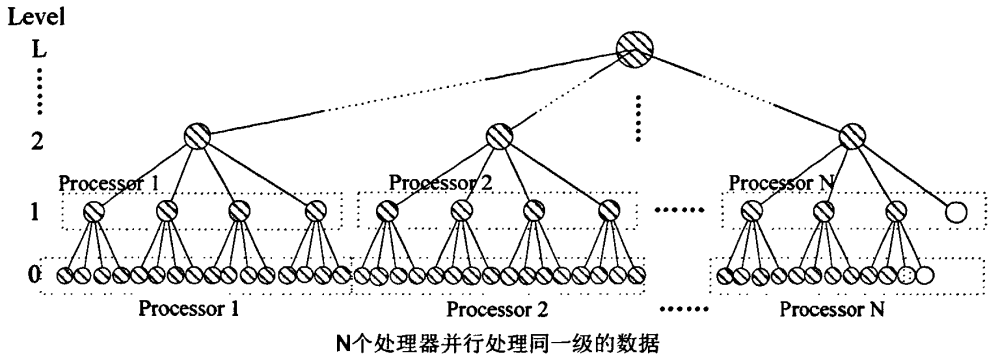 Level
L
2
Processor 1 Processor 2 Processor N
1
0
Processor 1 Processor 2 Processor N
N个处理器并行处理同一级的数据